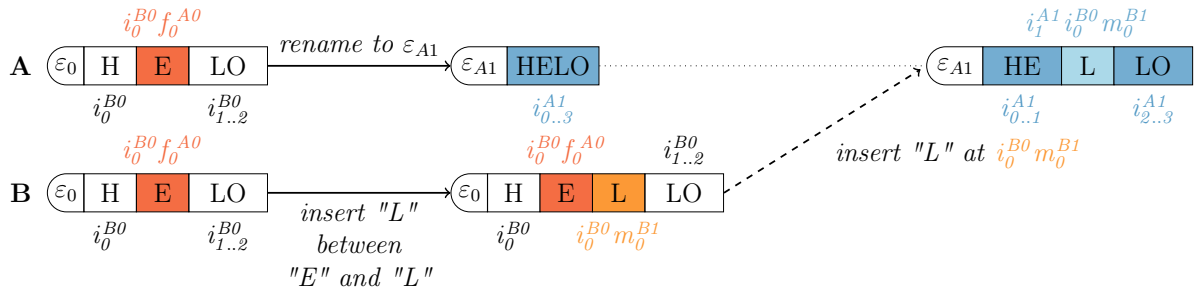 i_0^{B0} f_0^{A0}
A ε_0 H E LO
i_0^{B0} i_{1..2}^{B0}
rename to ε_{A1}
ε_{A1} HELO
i_{0..3}^{A1}
i_1^{A1} i_0^{B0} m_0^{B1}
ε_{A1} HE L LO
i_{0..1}^{A1} i_{2..3}^{A1}
i_0^{B0} f_0^{A0}
B ε_0 H E LO
i_0^{B0} i_{1..2}^{B0}
insert "L"
between
"E" and "L"
i_0^{B0} f_0^{A0} i_{1..2}^{B0}
ε_0 H E L LO
i_0^{B0} i_0^{B0} m_0^{B1}
insert "L" at i_0^{B0} m_0^{B1}